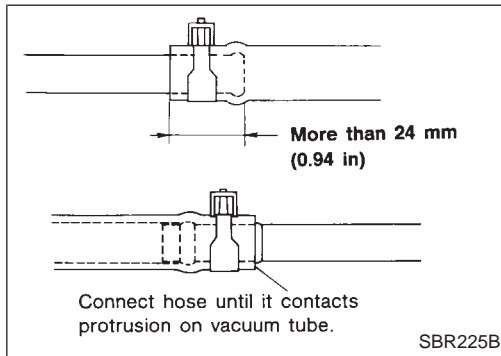 More than 24 mm
(0.94 in)
Connect hose until it contacts
protrusion on vacuum tube.
SBR225B